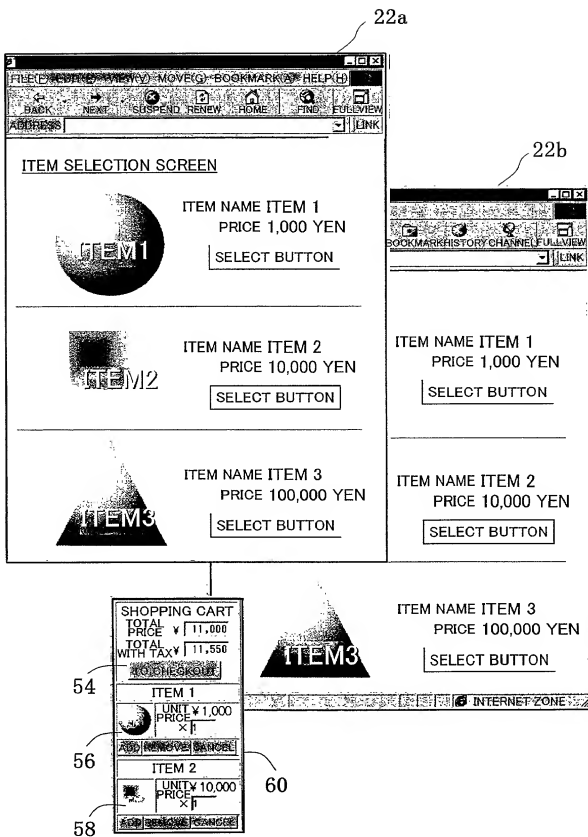 22a
FILE(F) EDIT(E) VIEW(V) MOVE(G) BOOKMARK(A) HELP(H)
BACK NEXT SUSPEND RENEW HOME FIND FULLVIEW
ADDRESS LINK
22b
ITEM SELECTION SCREEN
BOOKMARK HISTORY CHANNEL FULLVIEW
LINK
ITEM1
ITEM NAME ITEM 1
PRICE 1,000 YEN
SELECT BUTTON
ITEM2
ITEM NAME ITEM 2
PRICE 10,000 YEN
SELECT BUTTON
ITEM3
ITEM NAME ITEM 3
PRICE 100,000 YEN
SELECT BUTTON
ITEM NAME ITEM 1
PRICE 1,000 YEN
SELECT BUTTON
ITEM NAME ITEM 2
PRICE 10,000 YEN
SELECT BUTTON
ITEM3
ITEM NAME ITEM 3
PRICE 100,000 YEN
SELECT BUTTON
INTERNET ZONE
SHOPPING CART
TOTAL PRICE ¥ 11,000
TOTAL WITH TAX ¥ 11,550
54
TO CHECKOUT
ITEM 1
UNIT PRICE ¥1,000
× 1
56
ADD REMOVE CANCEL
60
ITEM 2
UNIT PRICE ¥10,000
× 1
58
ADD REMOVE CANCEL